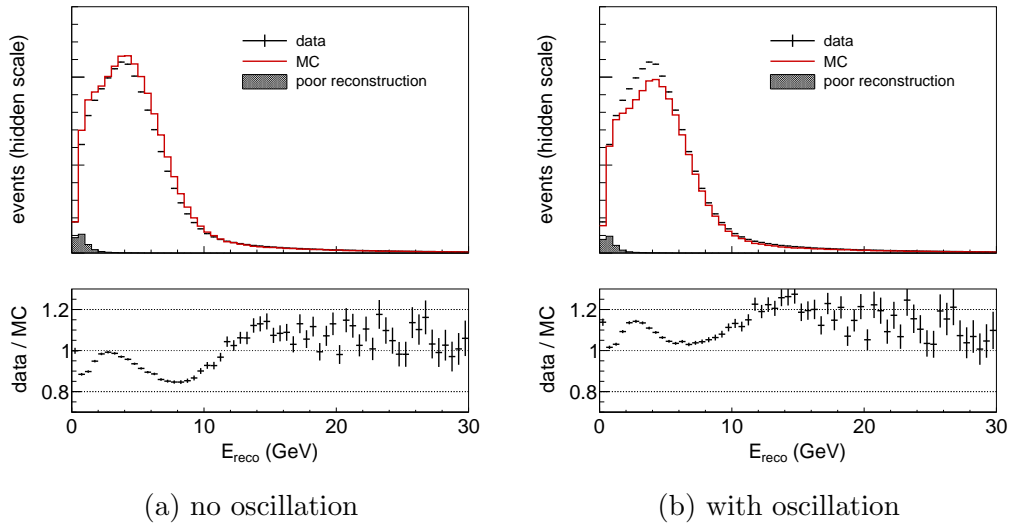 events (hidden scale)
data
MC
poor reconstruction
data / MC
1.2
1
0.8
0 10 20 30
E_reco (GeV)
(a) no oscillation
events (hidden scale)
data
MC
poor reconstruction
data / MC
1.2
1
0.8
0 10 20 30
E_reco (GeV)
(b) with oscillation